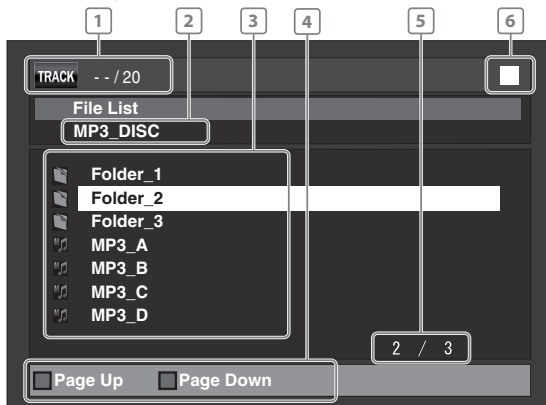 1 2 3 4 5 6
TRACK - - / 20
File List
MP3_DISC
Folder_1
Folder_2
Folder_3
MP3_A
MP3_B
MP3_C
MP3_D
2 / 3
Page Up Page Down